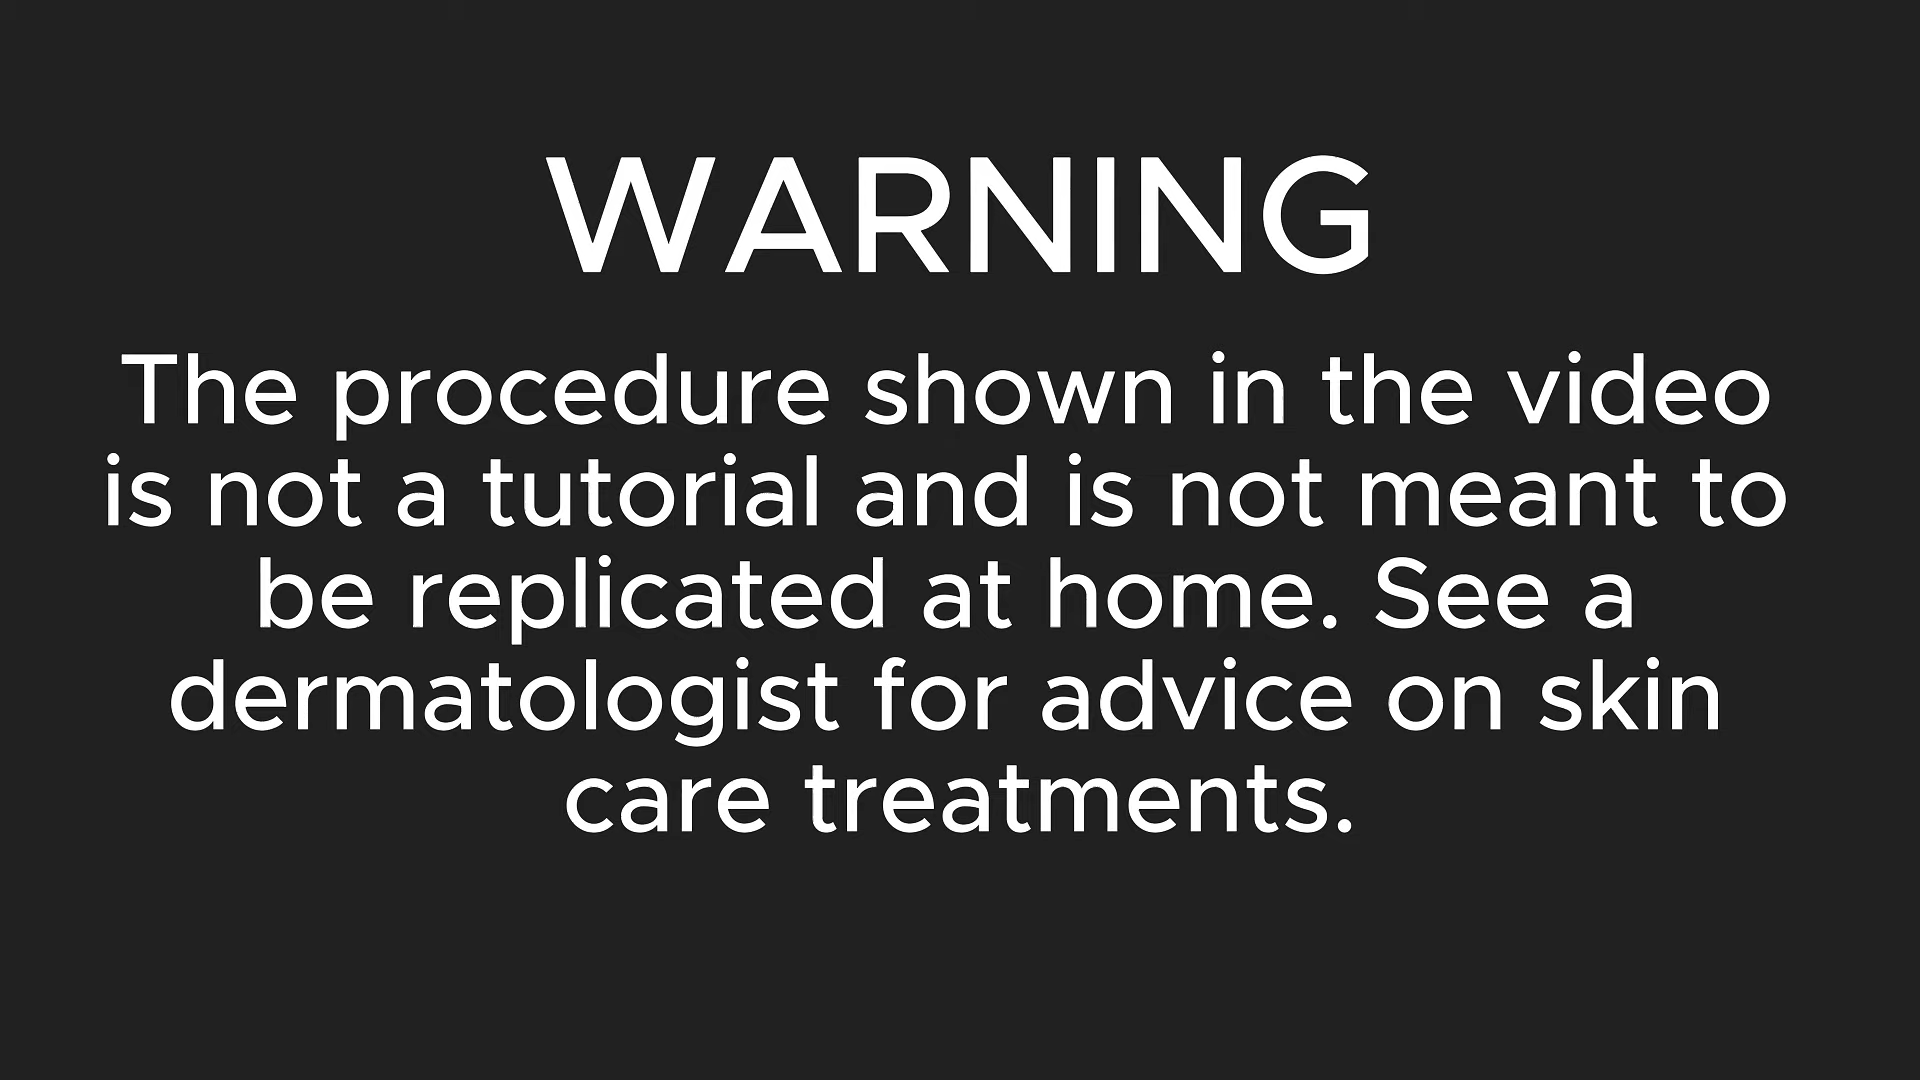 WARNING
The procedure shown in the video
is not a tutorial and is not meant to
be replicated at home. See a
dermatologist for advice on skin
care treatments.